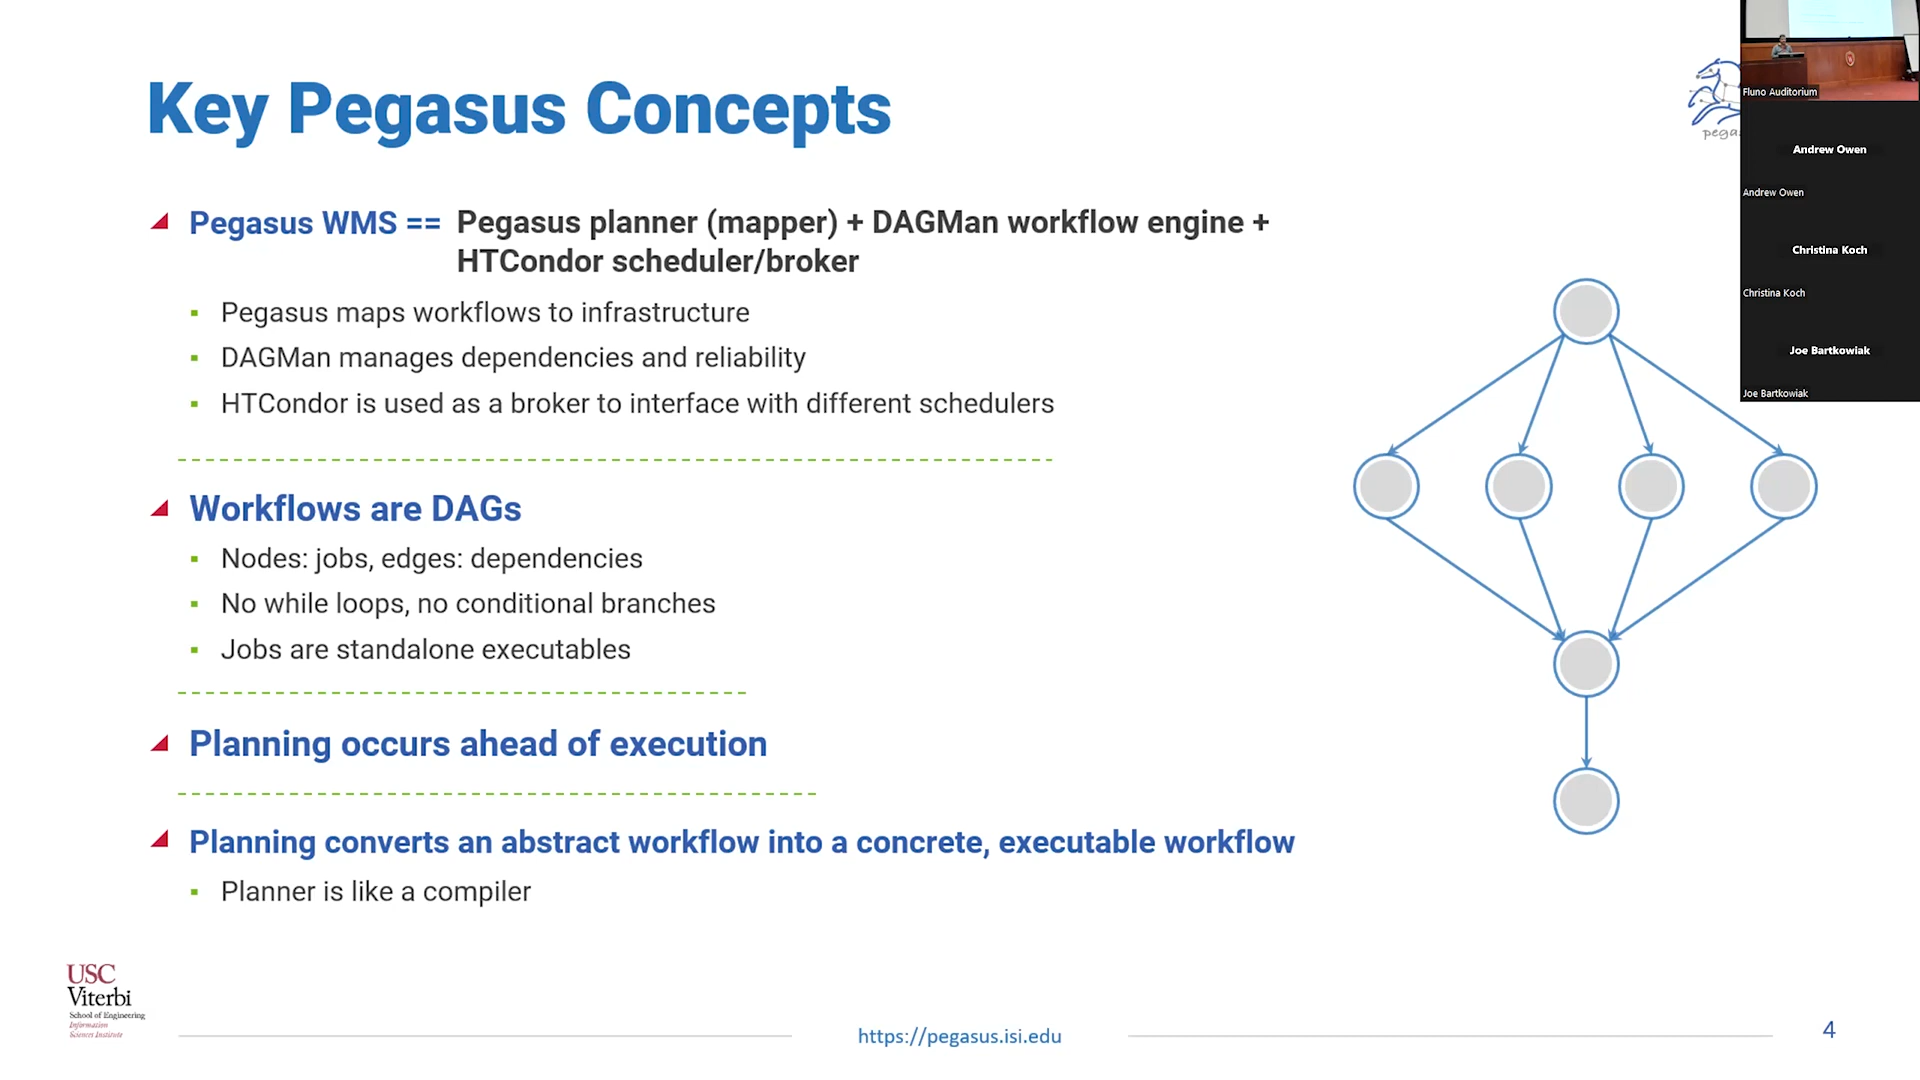 Key Pegasus Concepts
Pegasus WMS == Pegasus planner (mapper) + DAGMan workflow engine +
HTCondor scheduler/broker
Pegasus maps workflows to infrastructure
DAGMan manages dependencies and reliability
HTCondor is used as a broker to interface with different schedulers
Workflows are DAGs
Nodes: jobs, edges: dependencies
No while loops, no conditional branches
Jobs are standalone executables
Planning occurs ahead of execution
Planning converts an abstract workflow into a concrete, executable workflow
Planner is like a compiler
pega
Fluno Auditorium
Andrew Owen
Andrew Owen
Christina Koch
Christina Koch
Joe Bartkowiak
Joe Bartkowiak
USC
Viterbi
School of Engineering
Information
Sciences Institute
https://pegasus.isi.edu
4